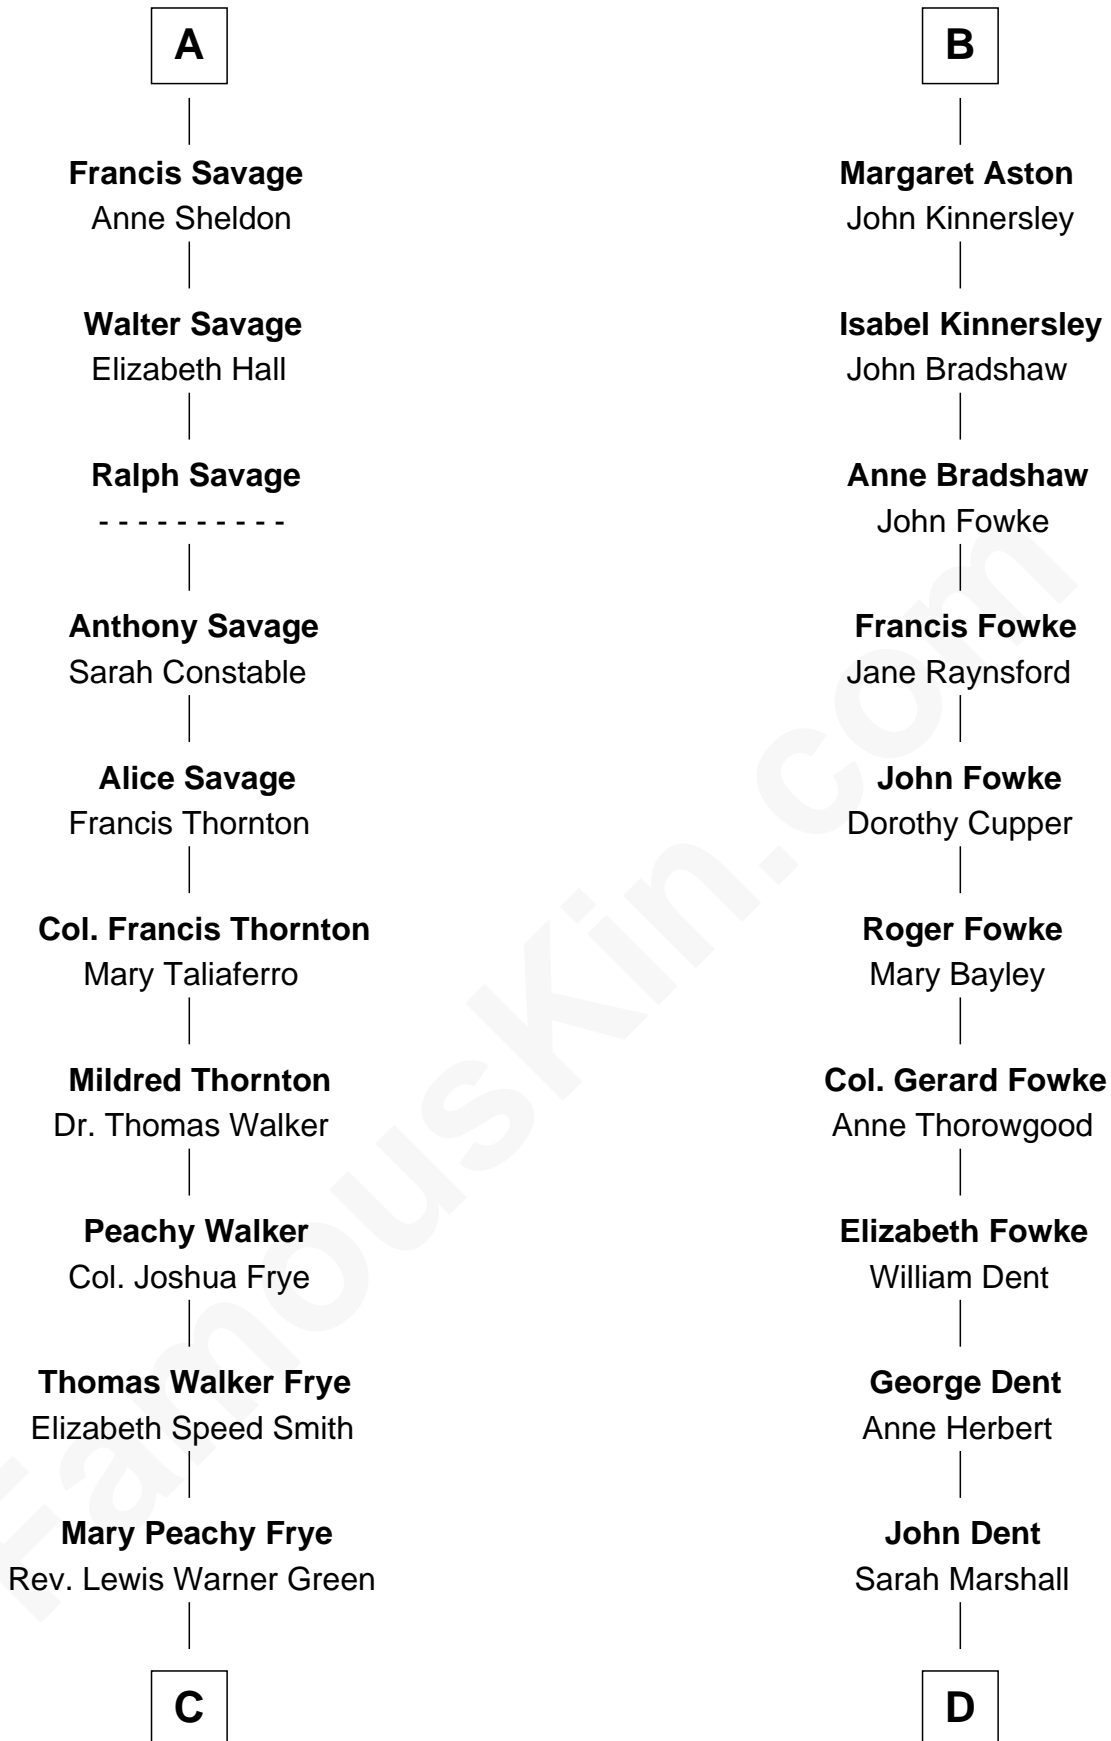 A
Francis Savage
Anne Sheldon
Walter Savage
Elizabeth Hall
Ralph Savage
- - - - - - - - - -
Anthony Savage
Sarah Constable
Alice Savage
Francis Thornton
Col. Francis Thornton
Mary Taliaferro
Mildred Thornton
Dr. Thomas Walker
Peachy Walker
Col. Joshua Frye
Thomas Walker Frye
Elizabeth Speed Smith
Mary Peachy Frye
Rev. Lewis Warner Green
C
B
Margaret Aston
John Kinnersley
Isabel Kinnersley
John Bradshaw
Anne Bradshaw
John Fowke
Francis Fowke
Jane Raynsford
John Fowke
Dorothy Cupper
Roger Fowke
Mary Bayley
Col. Gerard Fowke
Anne Thorowgood
Elizabeth Fowke
William Dent
George Dent
Anne Herbert
John Dent
Sarah Marshall
D
FamousKin.com